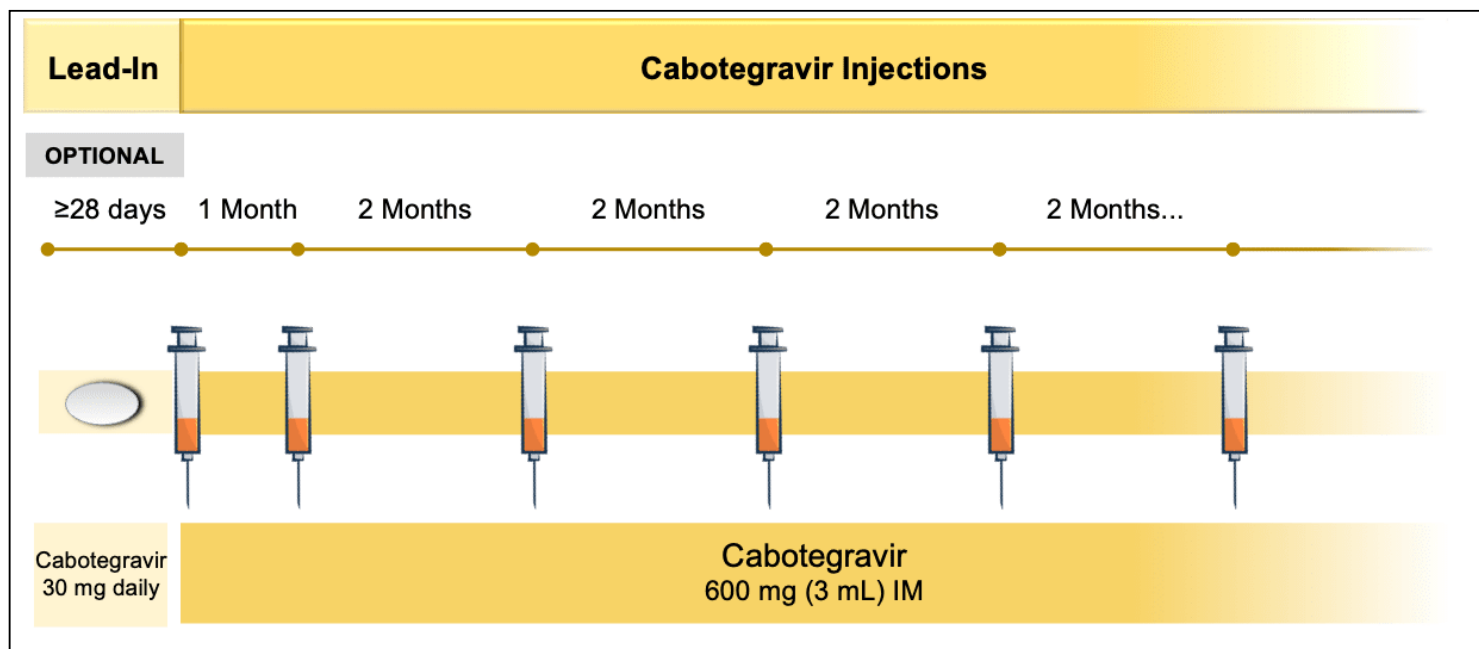 Lead-In
Cabotegravir Injections
OPTIONAL
≥28 days
1 Month
2 Months
2 Months
2 Months
2 Months...
Cabotegravir
30 mg daily
Cabotegravir
600 mg (3 mL) IM